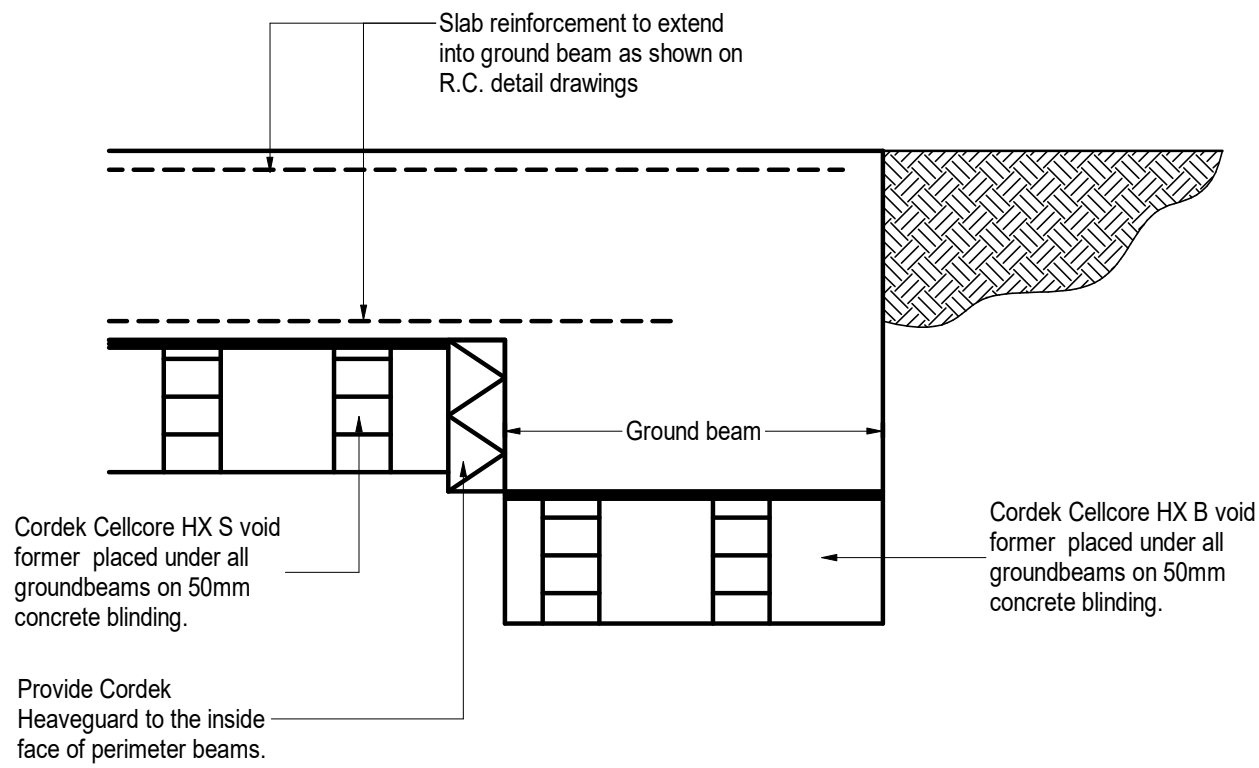 Slab reinforcement to extend
into ground beam as shown on
R.C. detail drawings
Ground beam
Cordek Cellcore HX S void
former placed under all
groundbeams on 50mm
concrete blinding.
Cordek Cellcore HX B void
former placed under all
groundbeams on 50mm
concrete blinding.
Provide Cordek
Heaveguard to the inside
face of perimeter beams.